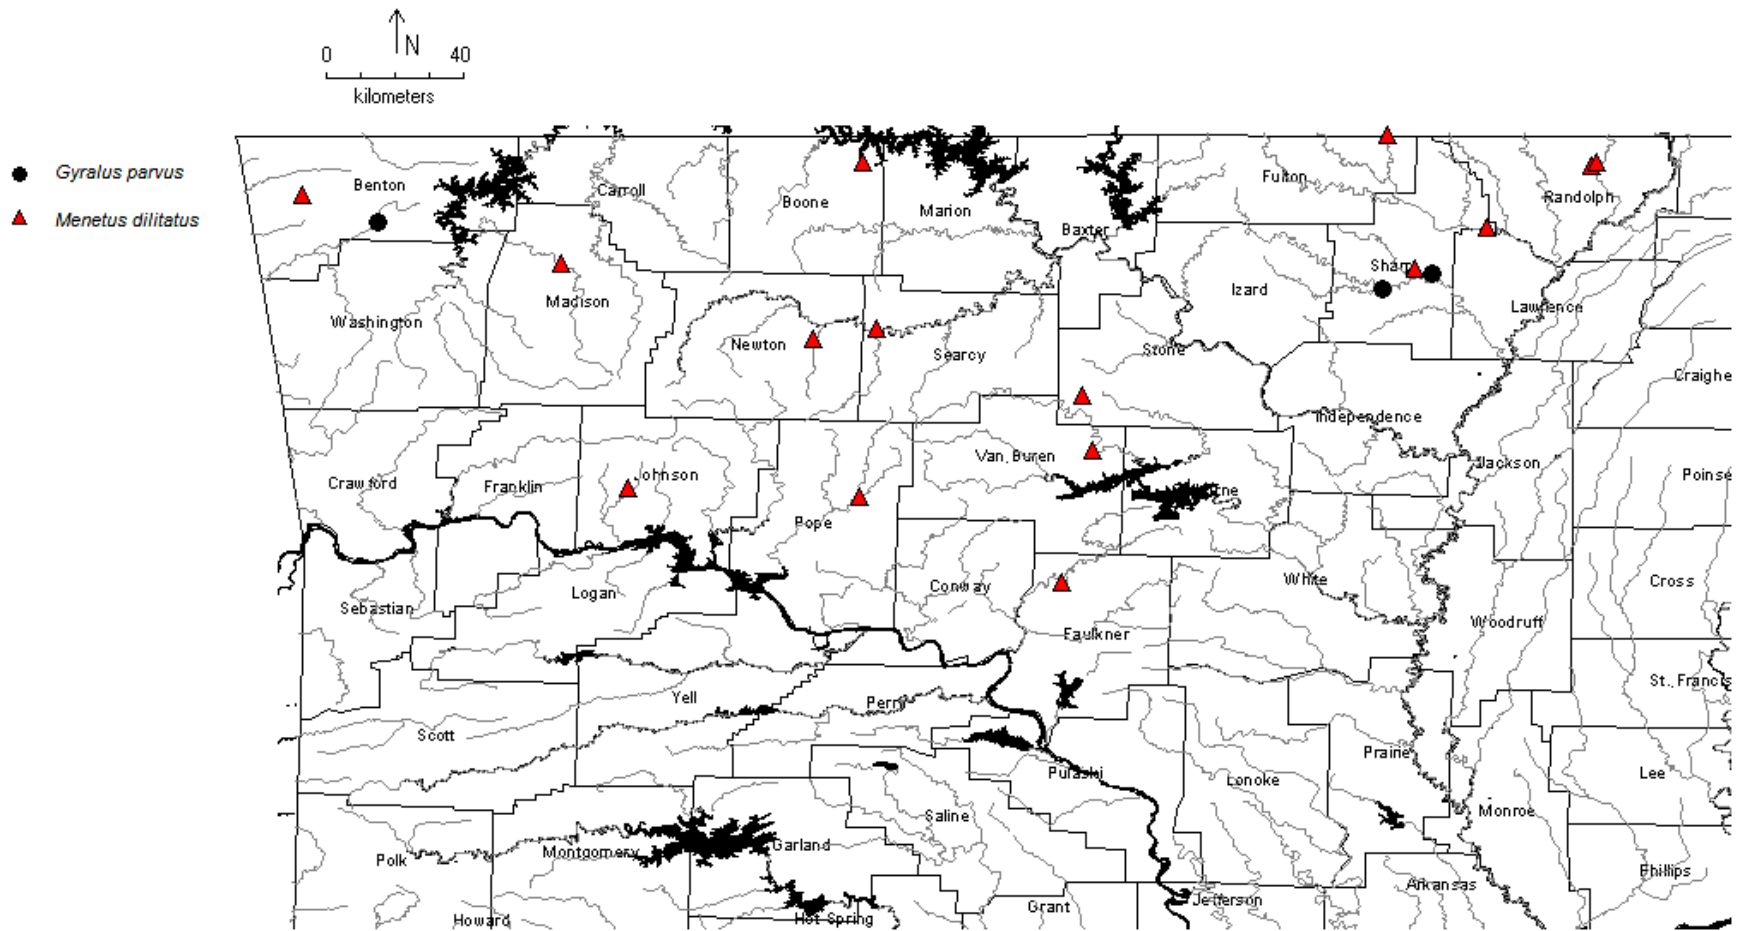 N
0 40
kilometers
Gyralus parvus
Menetus dilitatus
Benton
Carroll
Boone
Marion
Baxter
Fulton
Randolph
Sharp
Izard
Lawrence
Washington
Madison
Newton
Searcy
Stone
Craighe
Independence
Crawford
Franklin
Johnson
Pope
Van Buren
rne
Jackson
Poinse
Sebastian
Logan
Conway
Faulkner
White
Woodruff
Cross
Yell
Perry
St. Francis
Scott
Pulaski
Lonoke
Prairie
Lee
Monroe
Saline
Polk
Montgomery
Garland
Arkansas
Phillips
Howard
Hot Spring
Grant
Jefferson